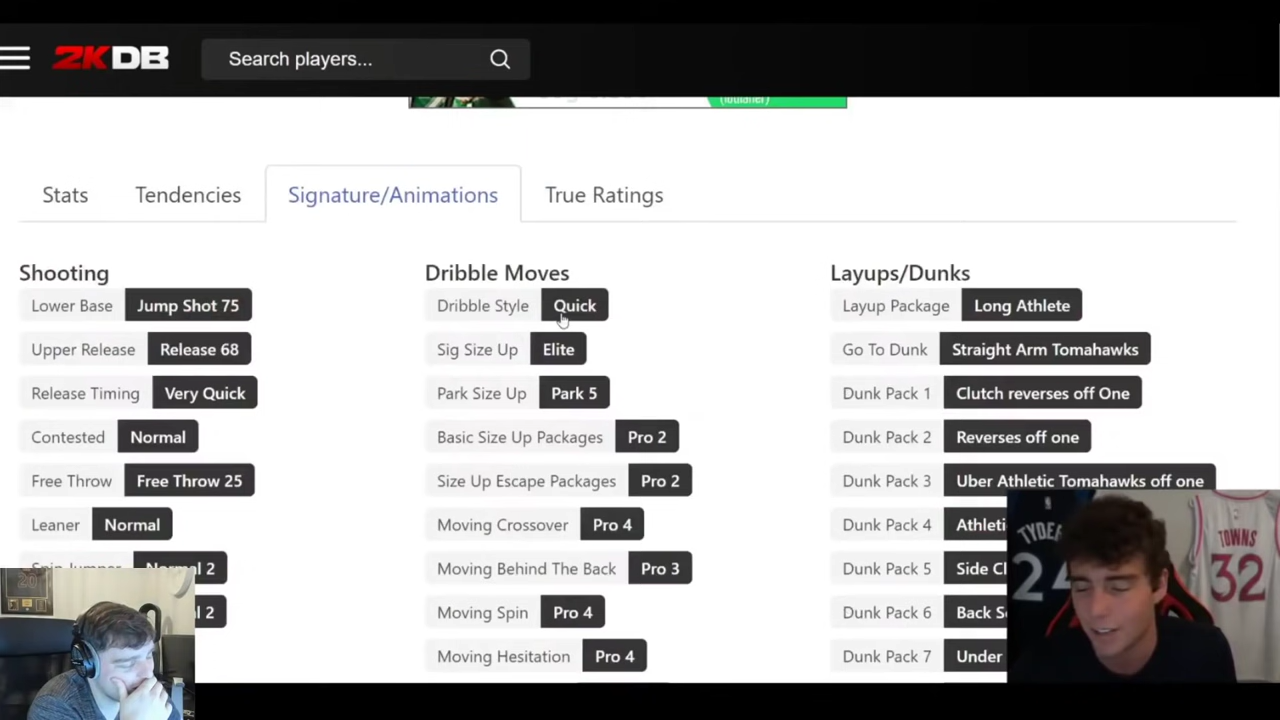 2KDB
Search players...
Stats
Tendencies
Signature/Animations
True Ratings
Shooting
Lower Base Jump Shot 75
Upper Release Release 68
Release Timing Very Quick
Contested Normal
Free Throw Free Throw 25
Leaner Normal
Spin Jumper Normal 2
2
Dribble Moves
Dribble Style Quick
Sig Size Up Elite
Park Size Up Park 5
Basic Size Up Packages Pro 2
Size Up Escape Packages Pro 2
Moving Crossover Pro 4
Moving Behind The Back Pro 3
Moving Spin Pro 4
Moving Hesitation Pro 4
Layups/Dunks
Layup Package Long Athlete
Go To Dunk Straight Arm Tomahawks
Dunk Pack 1 Clutch reverses off One
Dunk Pack 2 Reverses off one
Dunk Pack 3 Uber Athletic Tomahawks off one
Dunk Pack 4
Dunk Pack 5 Side
Dunk Pack 6 Back
Dunk Pack 7 Under
TOWNS
32